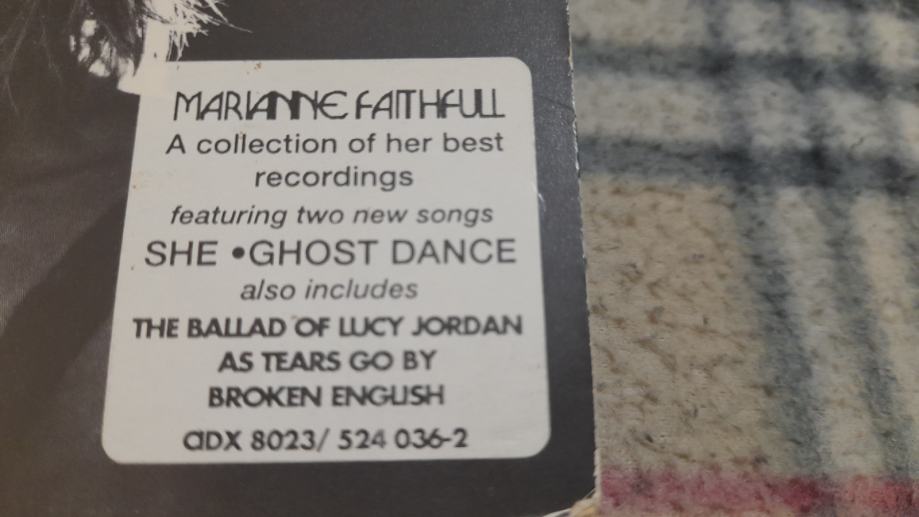 MARIANNE FAITHFULL
A collection of her best
recordings
featuring two new songs
SHE •GHOST DANCE
also includes
THE BALLAD OF LUCY JORDAN
AS TEARS GO BY
BROKEN ENGLISH
CIDX 8023/ 524 036-2